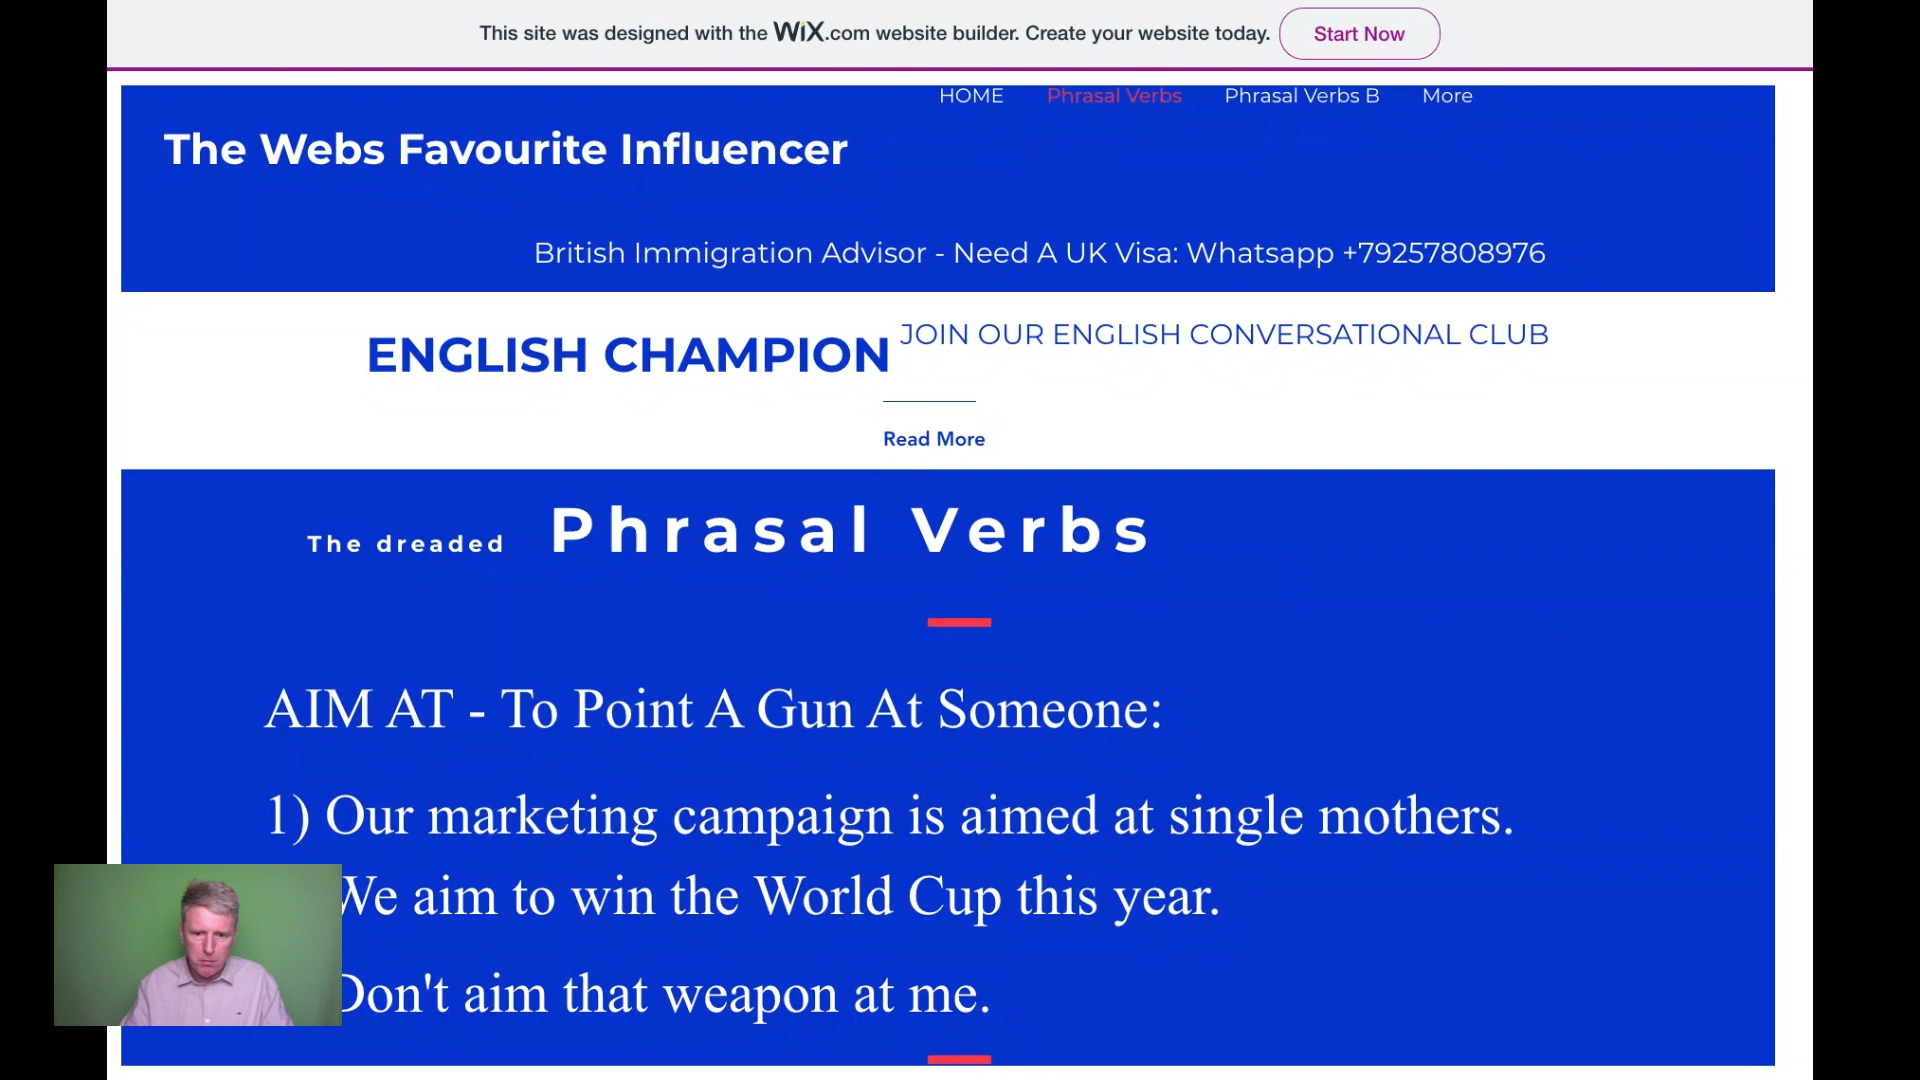 This site was designed with the WiX.com website builder. Create your website today. Start Now
HOME Phrasal Verbs Phrasal Verbs B More
The Webs Favourite Influencer
British Immigration Advisor - Need A UK Visa: Whatsapp +79257808976
ENGLISH CHAMPION JOIN OUR ENGLISH CONVERSATIONAL CLUB
Read More
The dreaded Phrasal Verbs
AIM AT - To Point A Gun At Someone:
1) Our marketing campaign is aimed at single mothers.
We aim to win the World Cup this year.
Don't aim that weapon at me.